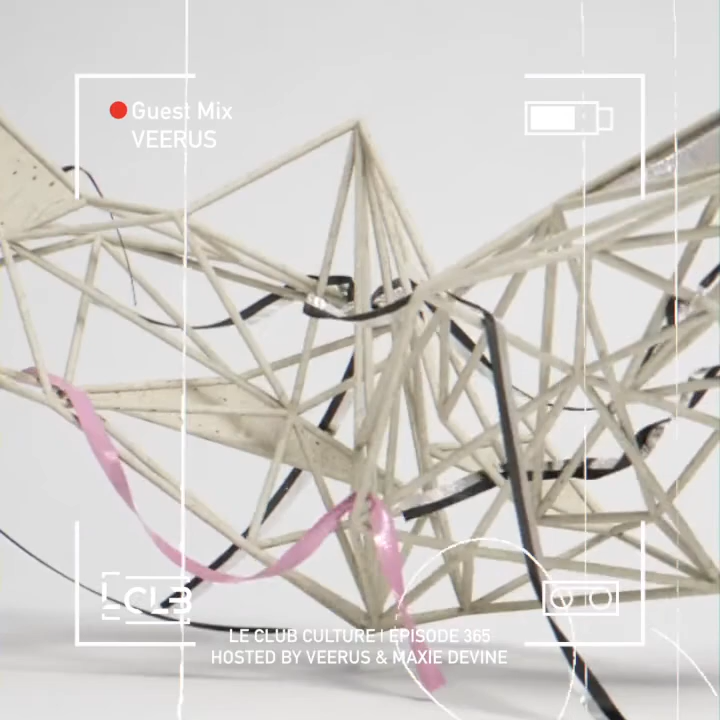 Guest Mix
VEERUS
LCLB
LE CLUB CULTURE | EPISODE 365
HOSTED BY VEERUS & MAXIE DEVINE